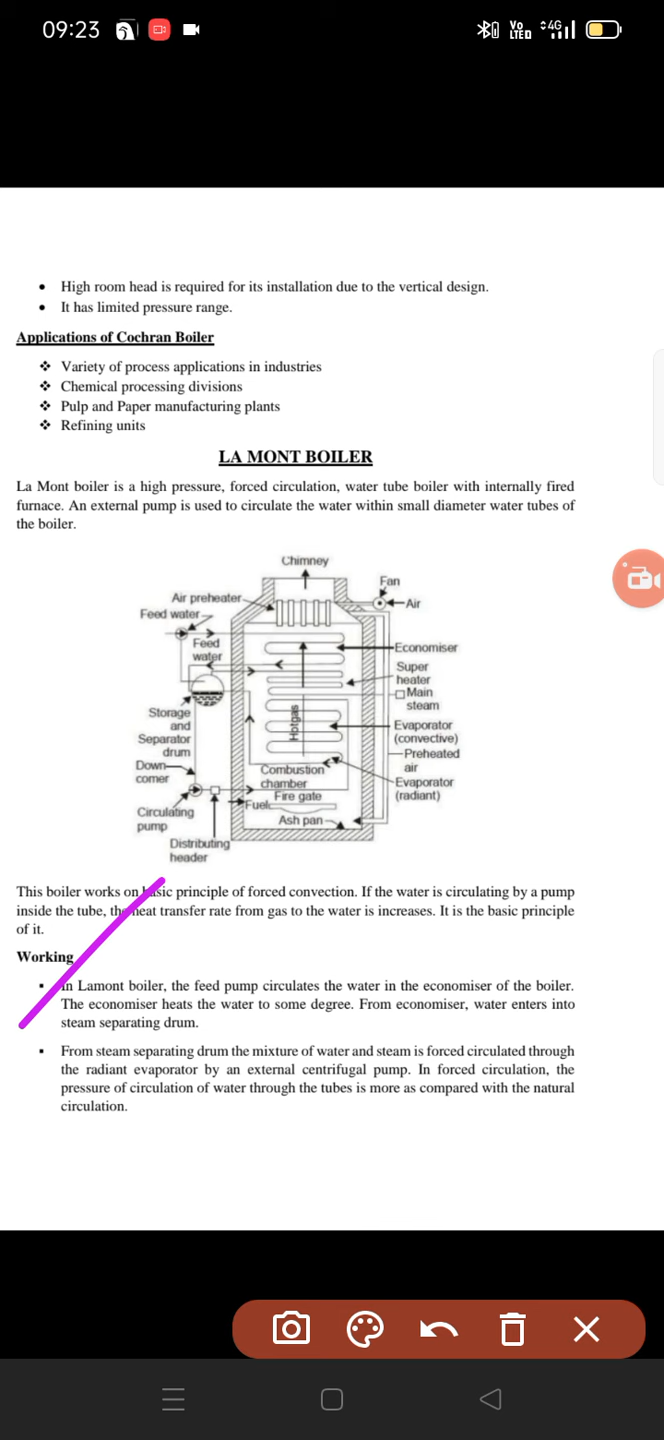 09:23
Vo
LTE
4G
• High room head is required for its installation due to the vertical design.
• It has limited pressure range.
Applications of Cochran Boiler
❖ Variety of process applications in industries
❖ Chemical processing divisions
❖ Pulp and Paper manufacturing plants
❖ Refining units
LA MONT BOILER
La Mont boiler is a high pressure, forced circulation, water tube boiler with internally fired
furnace. An external pump is used to circulate the water within small diameter water tubes of
the boiler.
Chimney
Fan
Air preheater
Air
Feed water
Feed
water
Economiser
Super
heater
Main
steam
Storage
and
Separator
drum
Hotgas
Evaporator
(convective)
Preheated
air
Down
comer
Combustion
chamber
Evaporator
(radiant)
Fire gate
Fuel
Circulating
pump
Ash pan
Distributing
header
This boiler works on basic principle of forced convection. If the water is circulating by a pump
inside the tube, the heat transfer rate from gas to the water is increases. It is the basic principle
of it.
Working
▪ In Lamont boiler, the feed pump circulates the water in the economiser of the boiler.
The economiser heats the water to some degree. From economiser, water enters into
steam separating drum.
▪ From steam separating drum the mixture of water and steam is forced circulated through
the radiant evaporator by an external centrifugal pump. In forced circulation, the
pressure of circulation of water through the tubes is more as compared with the natural
circulation.